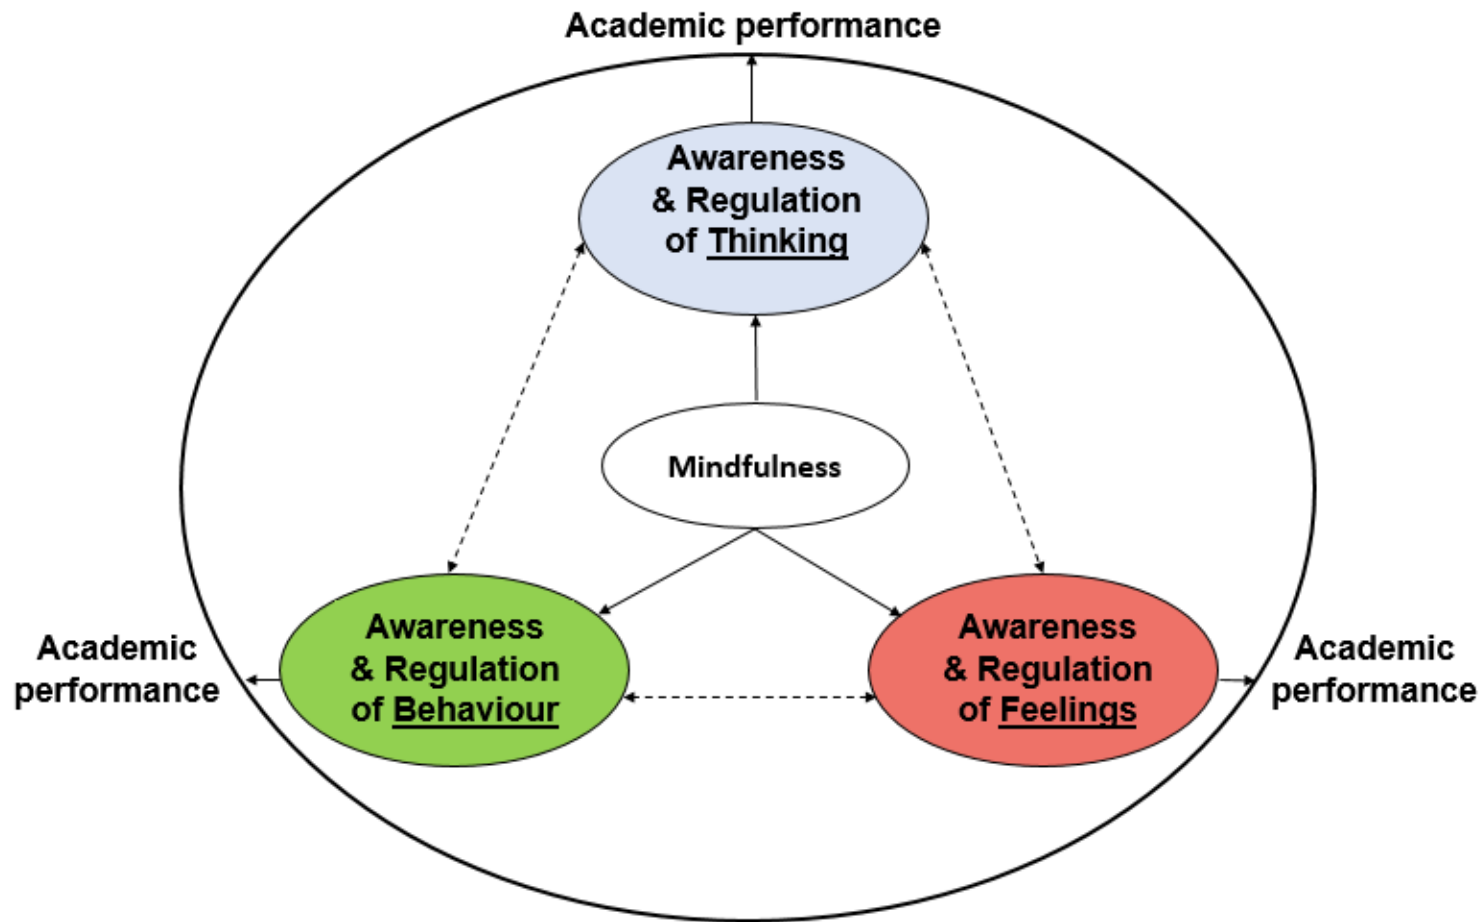 Academic performance
Awareness
& Regulation
of Thinking
Mindfulness
Awareness
& Regulation
of Behaviour
Awareness
& Regulation
of Feelings
Academic
performance
Academic
performance